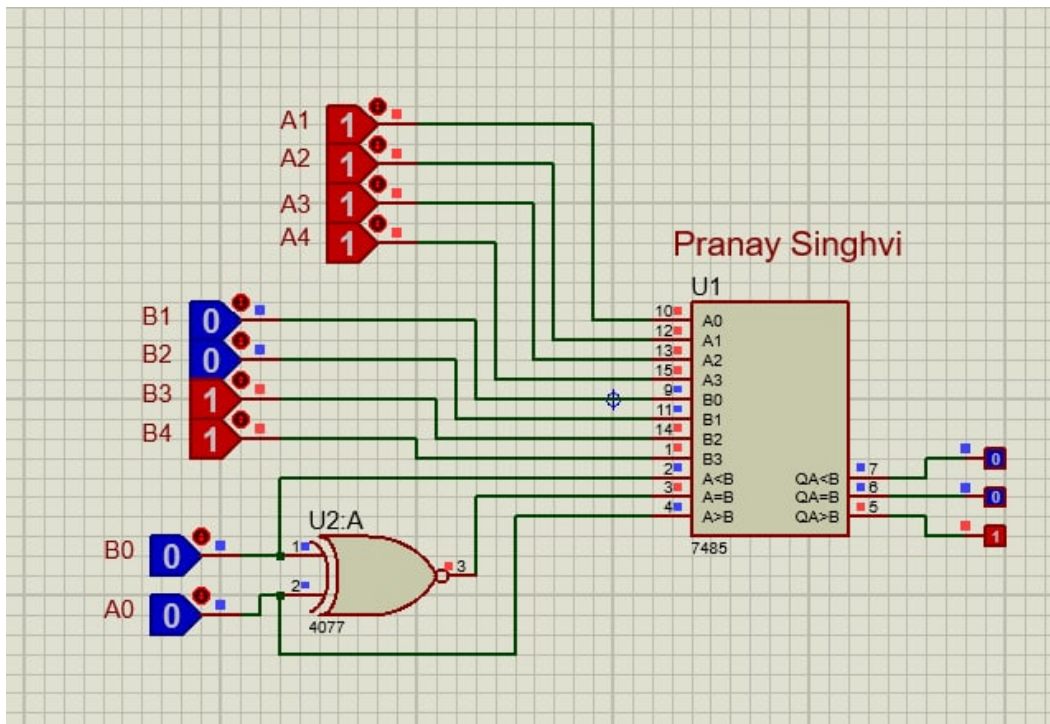 A1 1
A2 1
A3 1
A4 1
Pranay Singhvi
U1
B1 0
B2 0
B3 1
B4 1
10 A0
12 A1
13 A2
15 A3
9 B0
11 B1
14 B2
1 B3
2 A<B QA<B 7 0
3 A=B QA=B 6 0
4 A>B QA>B 5 1
7485
U2:A
B0 0 1
3
A0 0 2
4077